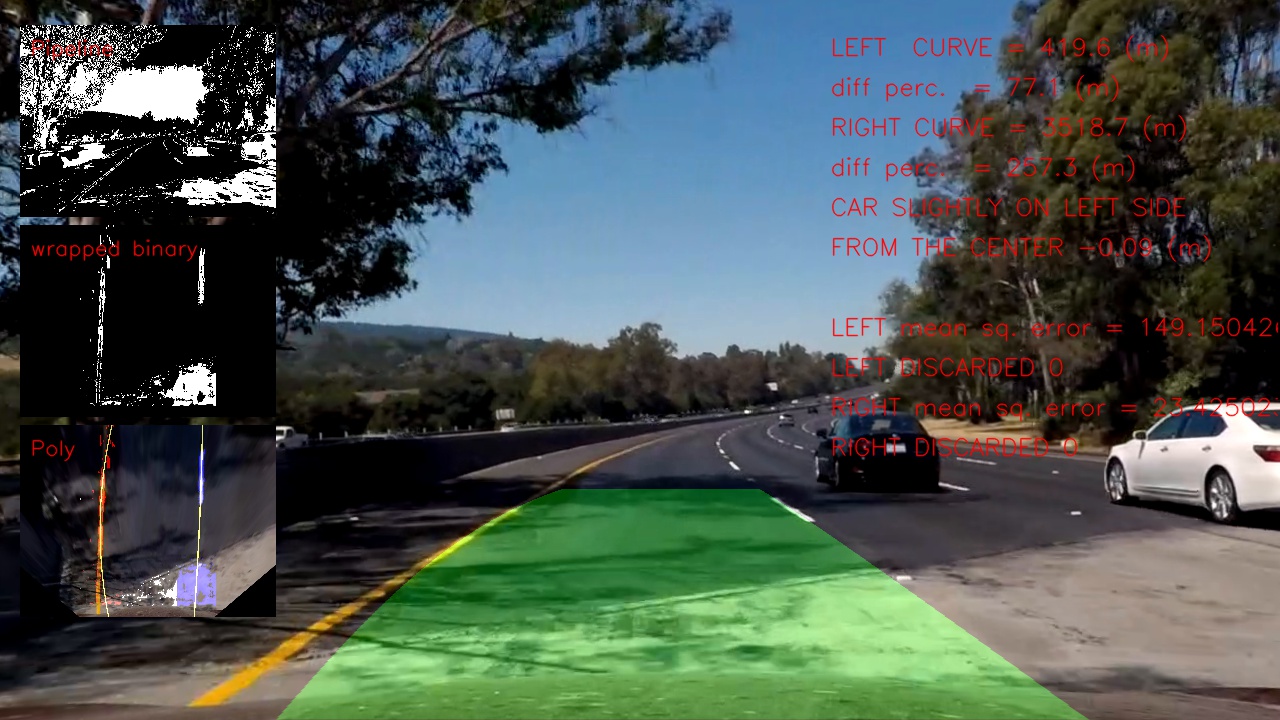 Pipeline
wrapped binary
Poly
LEFT CURVE = 419.6 (m)
diff perc. = 77.1 (m)
RIGHT CURVE = 3518.7 (m)
diff perc. = 257.3 (m)
CAR SLIGHTLY ON LEFT SIDE
FROM THE CENTER -0.09 (m)
LEFT mean sq. error = 149.150426
LEFT DISCARDED 0
RIGHT mean sq. error = 23.425021
RIGHT DISCARDED 0